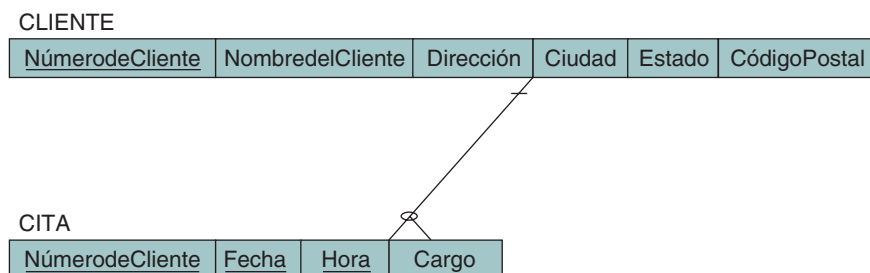 CLIENTE
NúmerodeCliente NombredelCliente Dirección Ciudad Estado CódigoPostal
CITA
NúmerodeCliente Fecha Hora Cargo